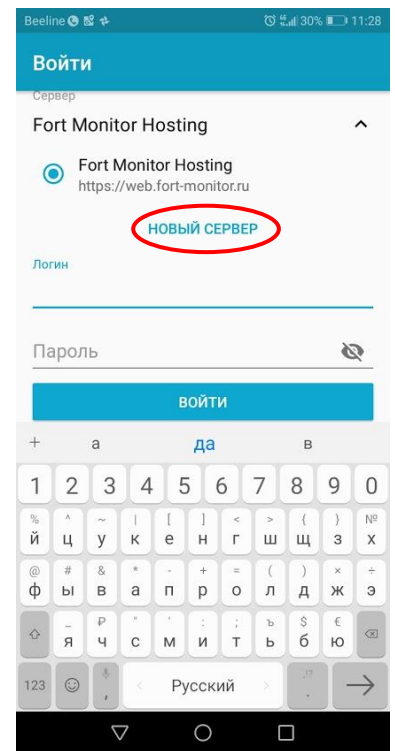 Beeline 30% 11:28
Войти
Сервер
Fort Monitor Hosting
Fort Monitor Hosting
https://web.fort-monitor.ru
НОВЫЙ СЕРВЕР
Логин
Пароль
ВОЙТИ
+ а да в
1 2 3 4 5 6 7 8 9 0
% ^ ~ | [ ] < > { } №
й ц у к е н г ш щ з х
@ # & * - + = ( ) × ÷
ф ы в а п р о л д ж э
_ ₽ " ' : ; ъ $ €
я ч с м и т ь б ю
123 , Русский .